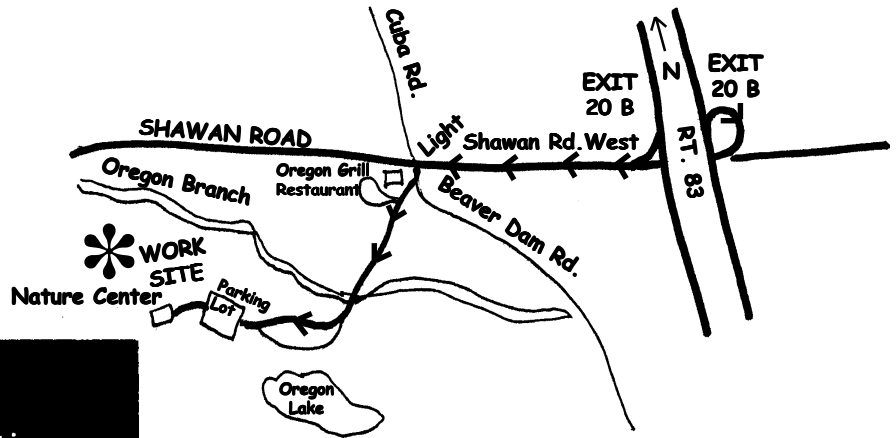 Cuba Rd.
N
EXIT
20 B
EXIT
20 B
SHAWAN ROAD
Light
Shawan Rd.West
RT. 83
Oregon Branch
Oregon Grill
Restaurant
Beaver Dam Rd.
WORK
SITE
Nature Center
Parking
Lot
Oregon
Lake